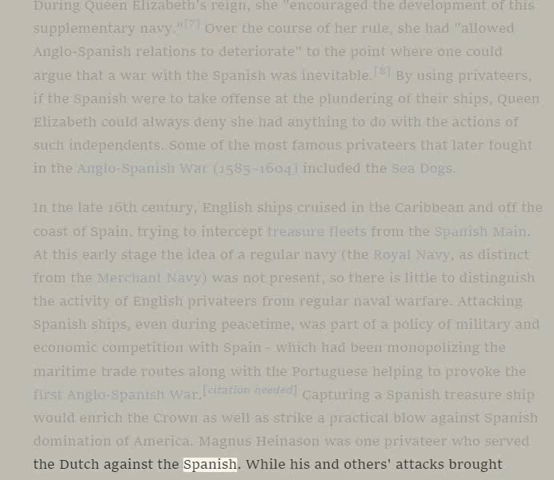 During Queen Elizabeth's reign, she "encouraged the development of this
supplementary navy."[7] Over the course of her rule, she had "allowed
Anglo-Spanish relations to deteriorate" to the point where one could
argue that a war with the Spanish was inevitable.[8] By using privateers,
if the Spanish were to take offense at the plundering of their ships, Queen
Elizabeth could always deny she had anything to do with the actions of
such independents. Some of the most famous privateers that later fought
in the Anglo-Spanish War (1585–1604) included the Sea Dogs.
In the late 16th century, English ships cruised in the Caribbean and off the
coast of Spain, trying to intercept treasure fleets from the Spanish Main.
At this early stage the idea of a regular navy (the Royal Navy, as distinct
from the Merchant Navy) was not present, so there is little to distinguish
the activity of English privateers from regular naval warfare. Attacking
Spanish ships, even during peacetime, was part of a policy of military and
economic competition with Spain – which had been monopolizing the
maritime trade routes along with the Portuguese helping to provoke the
first Anglo-Spanish War.[citation needed] Capturing a Spanish treasure ship
would enrich the Crown as well as strike a practical blow against Spanish
domination of America. Magnus Heinason was one privateer who served
the Dutch against the Spanish. While his and others' attacks brought